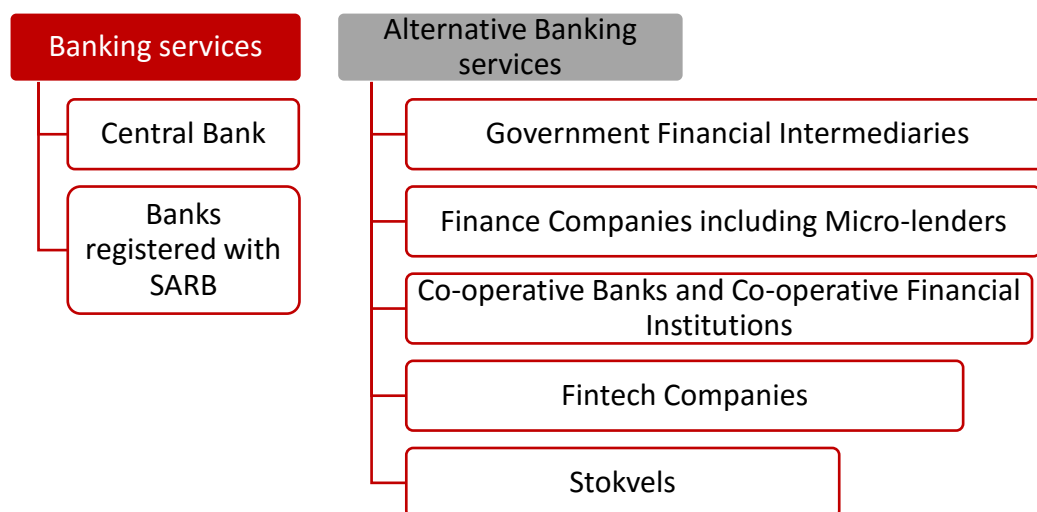 Banking services
Central Bank
Banks
registered with
SARB
Alternative Banking
services
Government Financial Intermediaries
Finance Companies including Micro-lenders
Co-operative Banks and Co-operative Financial
Institutions
Fintech Companies
Stokvels